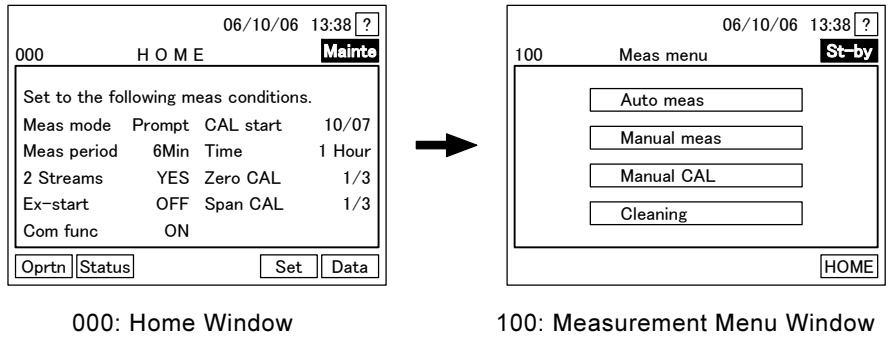 06/10/06 13:38 ?
000 H O M E Mainte
Set to the following meas conditions.
Meas mode Prompt CAL start 10/07
Meas period 6Min Time 1 Hour
2 Streams YES Zero CAL 1/3
Ex-start OFF Span CAL 1/3
Com func ON
Oprtn Status Set Data
000: Home Window
06/10/06 13:38 ?
100 Meas menu St-by
Auto meas
Manual meas
Manual CAL
Cleaning
HOME
100: Measurement Menu Window